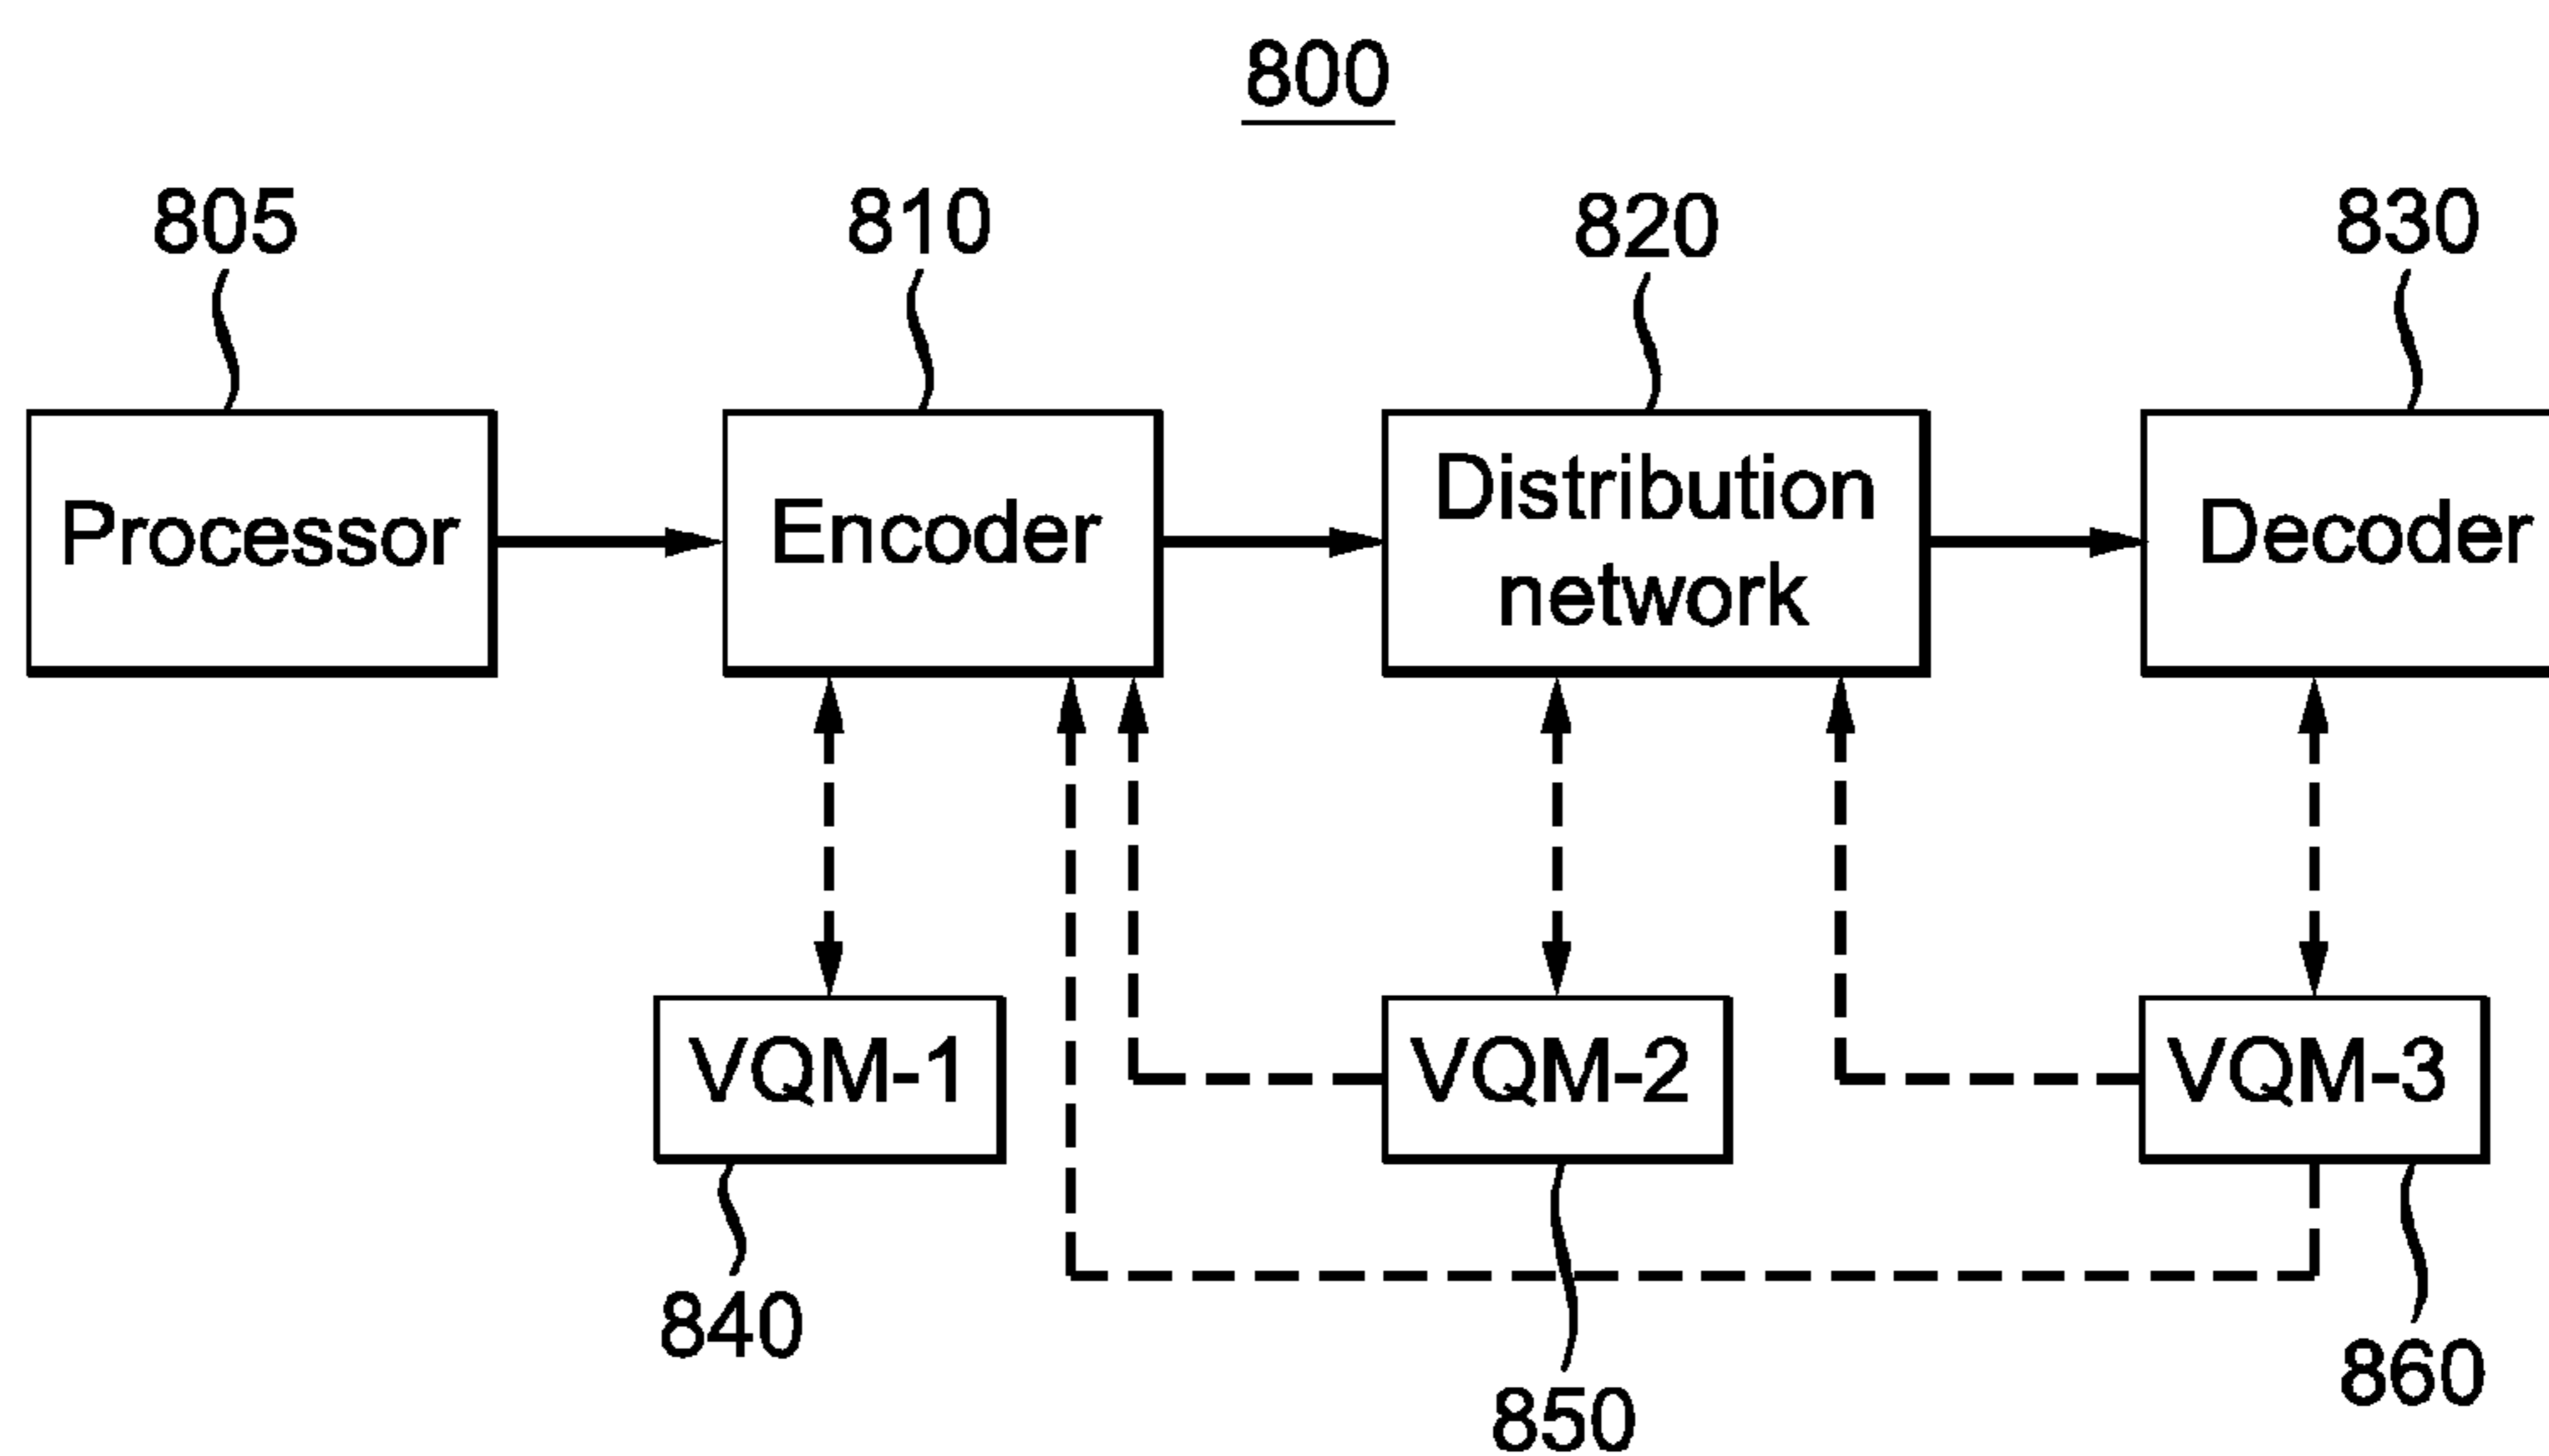 800
805
810
820
830
Processor
Encoder
Distribution
network
Decoder
VQM-1
VQM-2
VQM-3
840
850
860